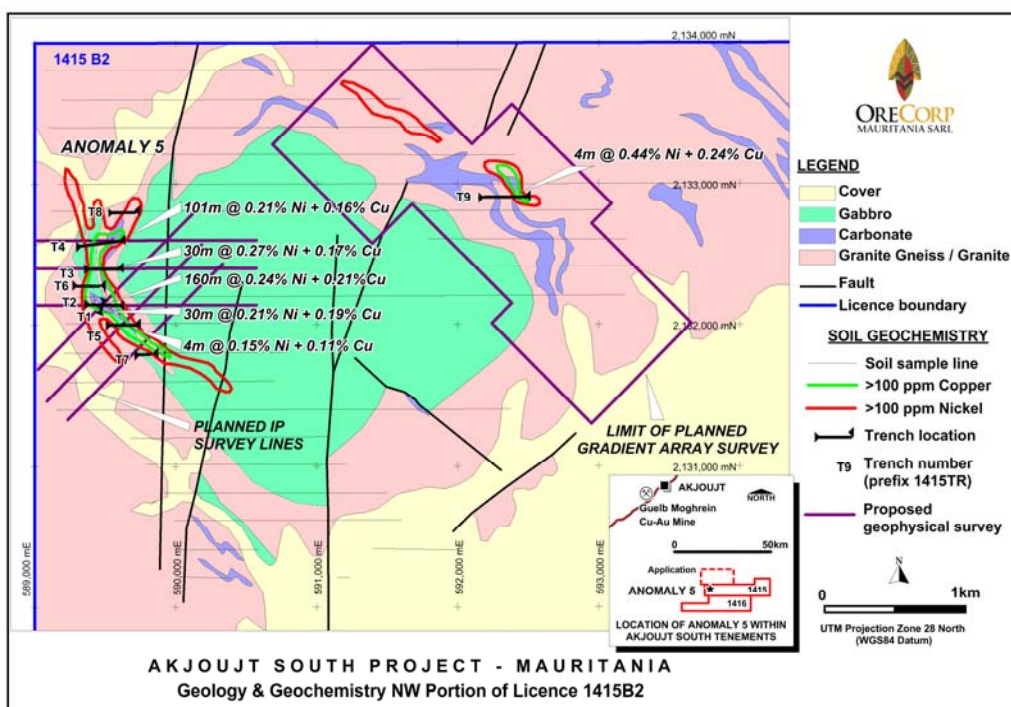 1415 B2
2,134,000 mN
ANOMALY 5
4m @ 0.44% Ni + 0.24% Cu
T8
101m @ 0.21% Ni + 0.16% Cu
T9
2,133,000 mN
T4
30m @ 0.27% Ni + 0.17% Cu
T3
T6
160m @ 0.24% Ni + 0.21%Cu
T2
T1
30m @ 0.21% Ni + 0.19% Cu
T5
2,132,000 mN
4m @ 0.15% Ni + 0.11% Cu
T7
PLANNED IP
SURVEY LINES
LIMIT OF PLANNED
GRADIENT ARRAY SURVEY
2,131,000 mN
589,000 mE
590,000 mE
591,000 mE
592,000 mE
593,000 mE
AKJOUJT
NORTH
Guelb Moghrein
Cu-Au Mine
0
50km
Application
ANOMALY 5
1415
1416
LOCATION OF ANOMALY 5 WITHIN
AKJOUJT SOUTH TENEMENTS
ORECORP
MAURITANIA SARL
LEGEND
Cover
Gabbro
Carbonate
Granite Gneiss / Granite
Fault
Licence boundary
SOIL GEOCHEMISTRY
Soil sample line
>100 ppm Copper
>100 ppm Nickel
Trench location
T9
Trench number
(prefix 1415TR)
Proposed
geophysical survey
N
0
1km
UTM Projection Zone 28 North
(WGS84 Datum)
AKJOUJT SOUTH PROJECT - MAURITANIA
Geology & Geochemistry NW Portion of Licence 1415B2